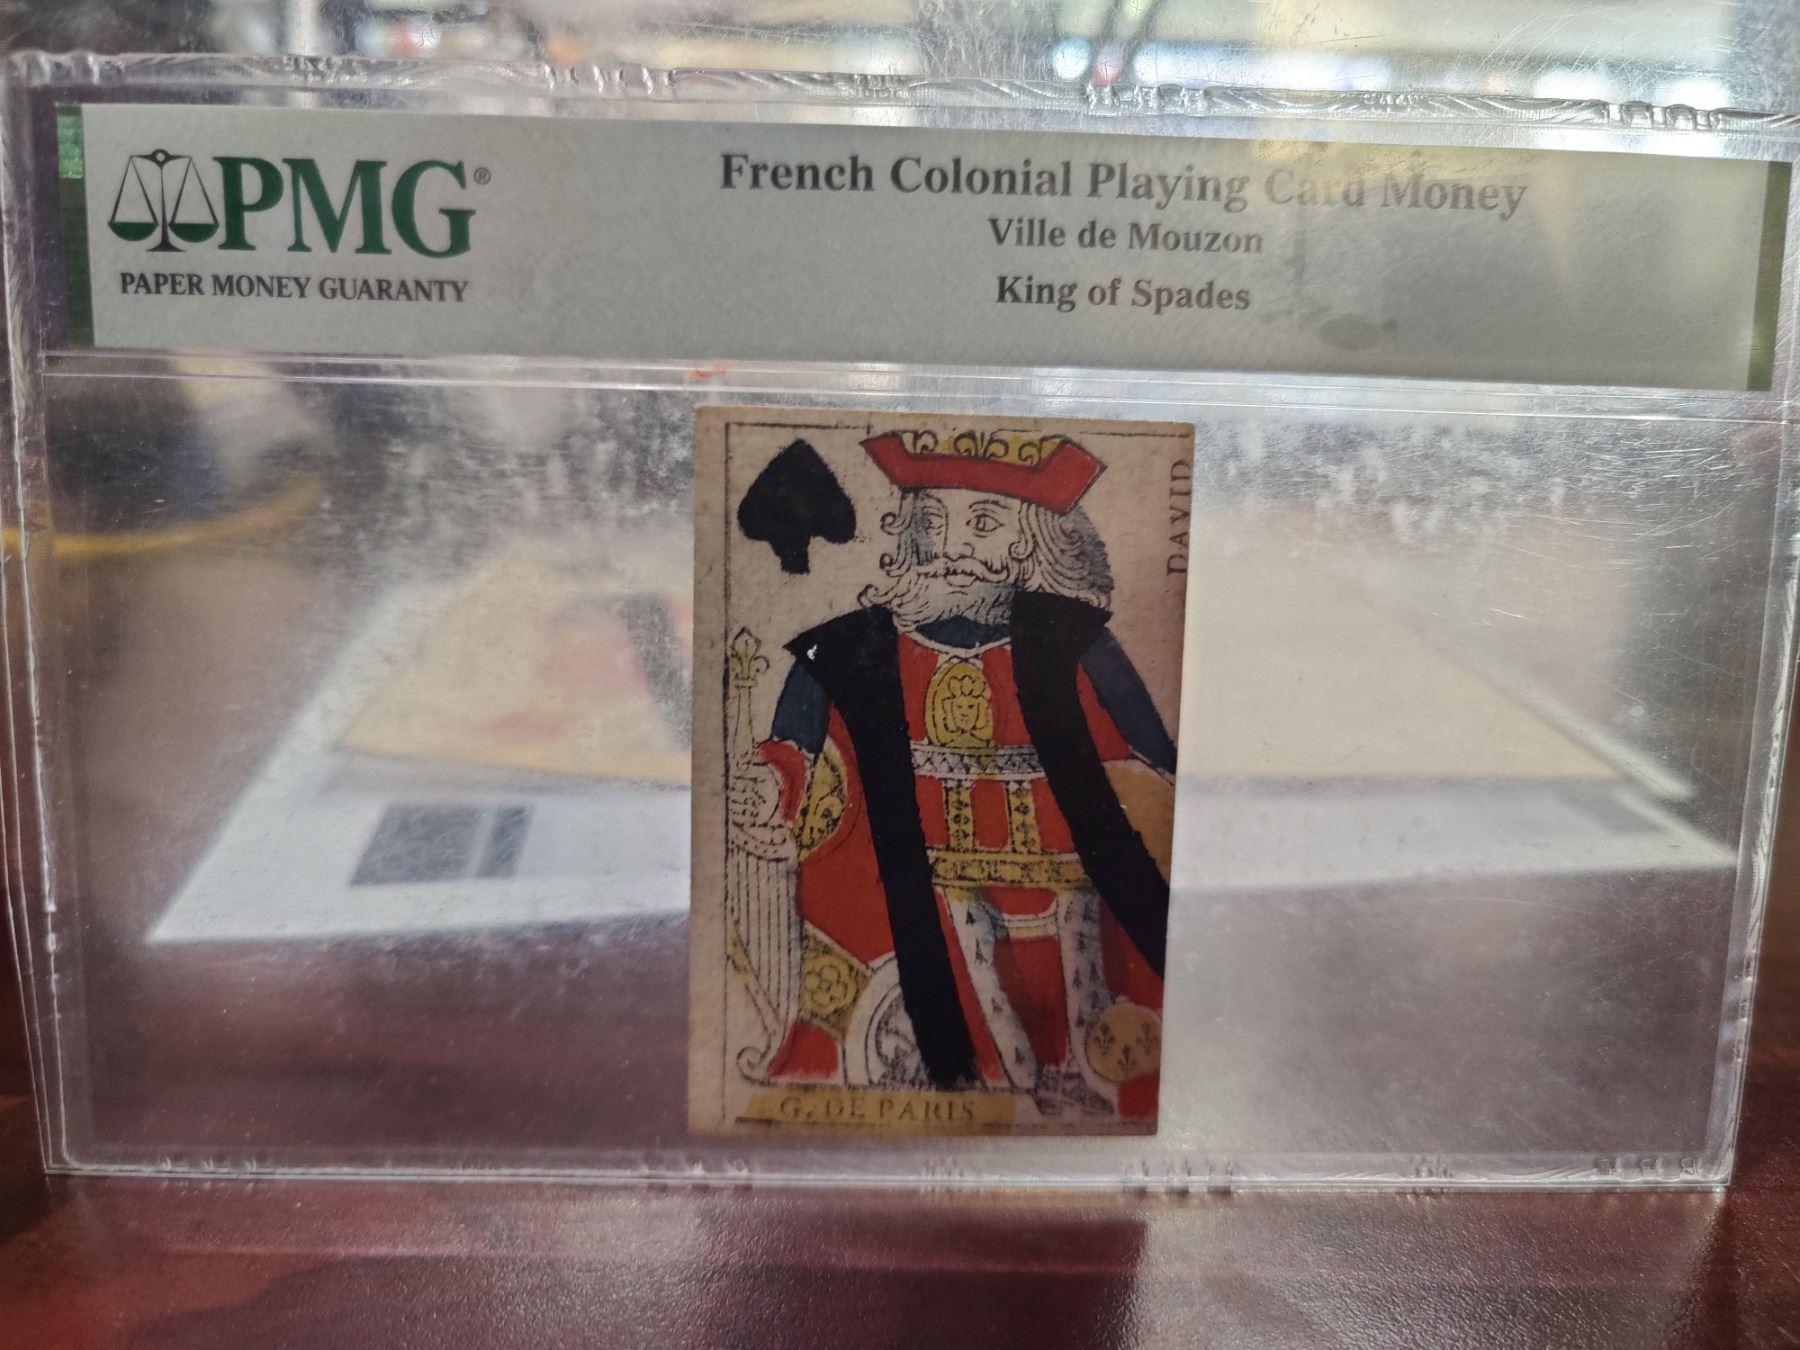 PMG®
PAPER MONEY GUARANTY
French Colonial Playing Card Money
Ville de Mouzon
King of Spades
DAVID
G. DE PARIS